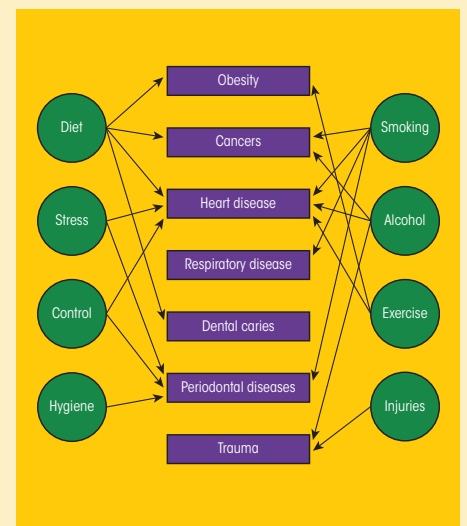 Obesity
Diet
Cancers
Smoking
Heart disease
Stress
Alcohol
Respiratory disease
Control
Dental caries
Exercise
Periodontal diseases
Hygiene
Injuries
Trauma